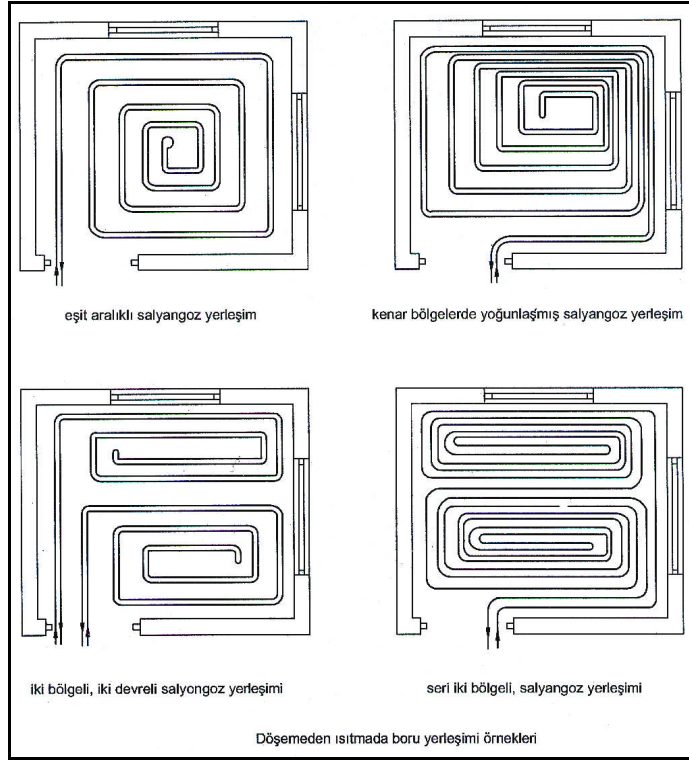 eşit aralıklı salyangoz yerleşim
kenar bölgelerde yoğunlaşmış salyangoz yerleşim
iki bölgeli, iki devreli salyongoz yerleşimi
seri iki bölgeli, salyangoz yerleşimi
Döşemeden ısıtmada boru yerleşimi örnekleri